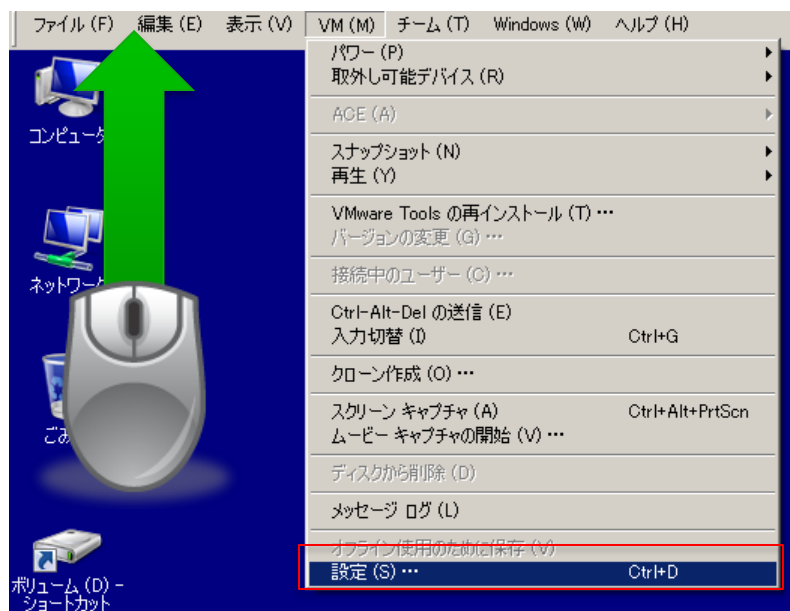 ファイル (F) 編集 (E) 表示 (V) VM (M) チーム (T) Windows (W) ヘルプ (H)
パワー (P)
取外し可能デバイス (R)
ACE (A)
コンピュータ
スナップショット (N)
再生 (Y)
VMware Tools の再インストール (T) …
バージョンの変更 (G) …
接続中のユーザー (C) …
ネットワーク
Ctrl-Alt-Del の送信 (E)
入力切替 (I) Ctrl+G
クローン作成 (O) …
スクリーン キャプチャ (A) Ctrl+Alt+PrtScn
ムービー キャプチャの開始 (V) …
ごみ
ディスクから削除 (D)
メッセージ ログ (L)
オフライン使用のために保存 (V)
設定 (S) … Ctrl+D
ボリューム (D) -
ショートカット